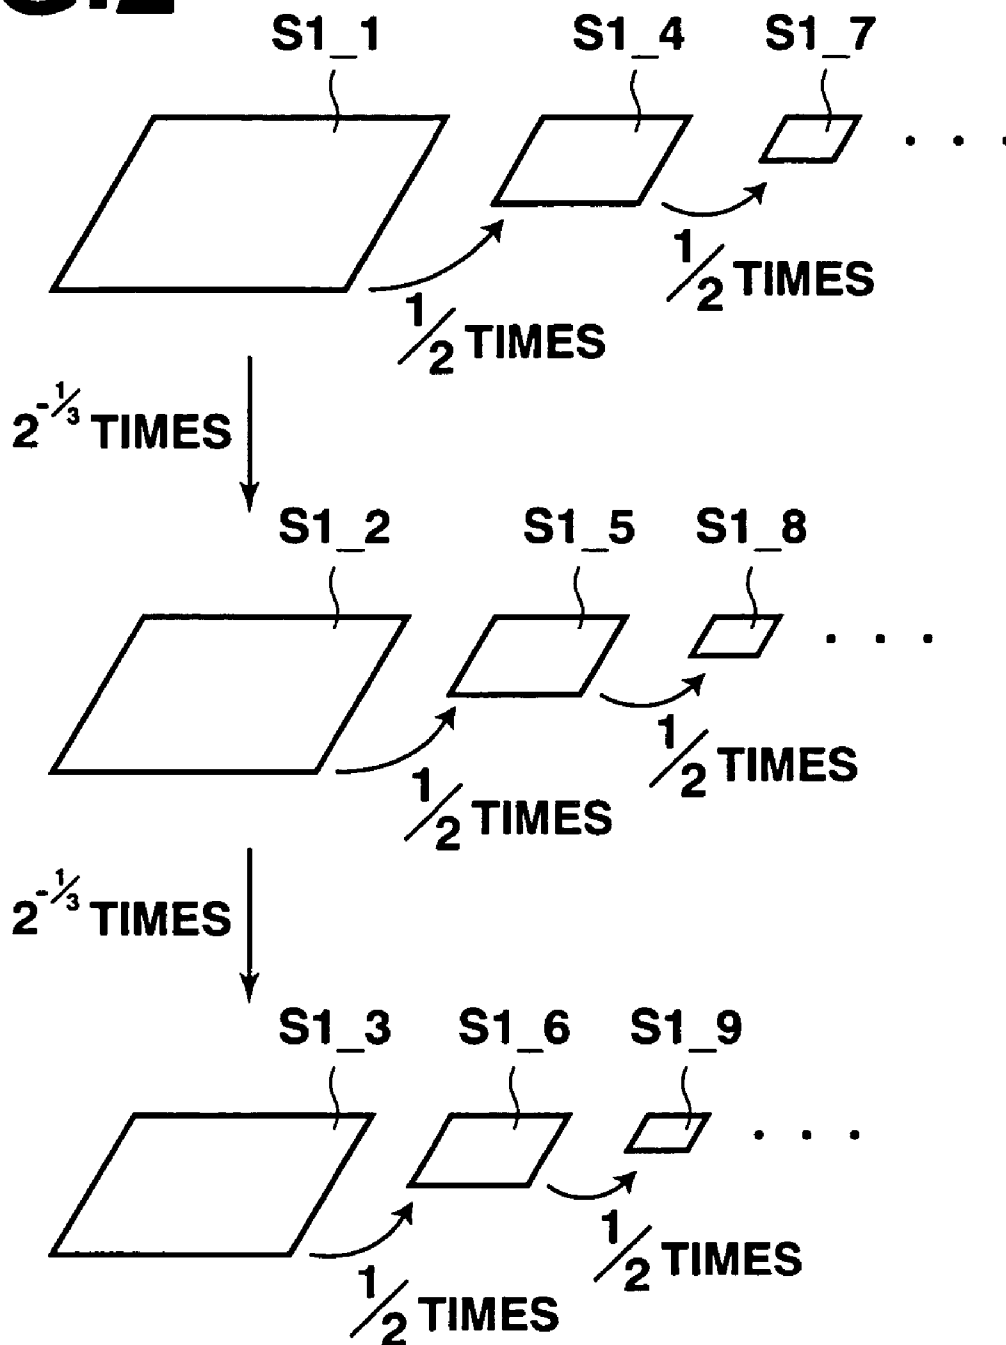 S1_1 S1_4 S1_7
1/2 TIMES
1/2 TIMES
2^-1/3 TIMES
S1_2 S1_5 S1_8
1/2 TIMES
1/2 TIMES
2^-1/3 TIMES
S1_3 S1_6 S1_9
1/2 TIMES
1/2 TIMES